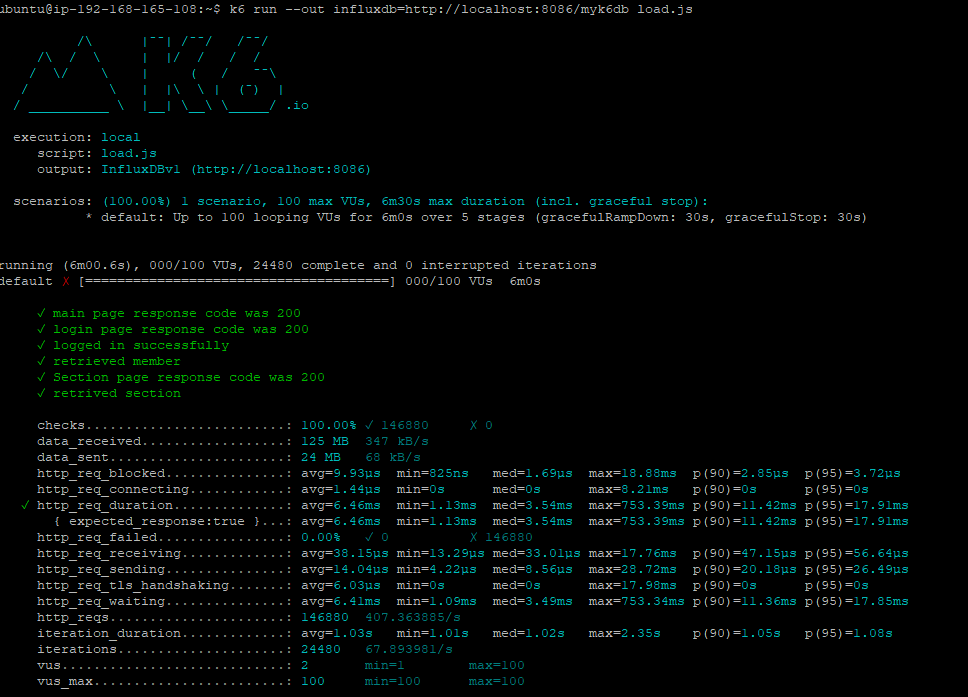 ubuntu@ip-192-168-165-108:~$ k6 run --out influxdb=http://localhost:8086/myk6db load.js
          /\      |‾‾| /‾‾/   /‾‾/
     /\  /  \     |  |/  /   /  /
    /  \/    \    |     (   /   ‾‾\
   /          \   |  |\  \ |  (‾)  |
  / __________ \  |__| \__\ \_____/ .io
execution: local
script: load.js
output: InfluxDBv1 (http://localhost:8086)
scenarios: (100.00%) 1 scenario, 100 max VUs, 6m30s max duration (incl. graceful stop):
* default: Up to 100 looping VUs for 6m0s over 5 stages (gracefulRampDown: 30s, gracefulStop: 30s)
running (6m00.6s), 000/100 VUs, 24480 complete and 0 interrupted iterations
default ✗ [======================================] 000/100 VUs  6m0s
✓ main page response code was 200
✓ login page response code was 200
✓ logged in successfully
✓ retrieved member
✓ Section page response code was 200
✓ retrived section
checks.........................: 100.00% ✓ 146880     ✗ 0
data_received..................: 125 MB  347 kB/s
data_sent......................: 24 MB   68 kB/s
http_req_blocked...............: avg=9.93µs  min=825ns   med=1.69µs  max=18.88ms  p(90)=2.85µs  p(95)=3.72µs
http_req_connecting............: avg=1.44µs  min=0s      med=0s      max=8.21ms   p(90)=0s      p(95)=0s
✓ http_req_duration..............: avg=6.46ms  min=1.13ms  med=3.54ms  max=753.39ms p(90)=11.42ms p(95)=17.91ms
{ expected_response:true }...: avg=6.46ms  min=1.13ms  med=3.54ms  max=753.39ms p(90)=11.42ms p(95)=17.91ms
http_req_failed................: 0.00%   ✓ 0          ✗ 146880
http_req_receiving.............: avg=38.15µs min=13.29µs med=33.01µs max=17.76ms  p(90)=47.15µs p(95)=56.64µs
http_req_sending...............: avg=14.04µs min=4.22µs  med=8.56µs  max=28.72ms  p(90)=20.18µs p(95)=26.49µs
http_req_tls_handshaking.......: avg=6.03µs  min=0s      med=0s      max=17.98ms  p(90)=0s      p(95)=0s
http_req_waiting...............: avg=6.41ms  min=1.09ms  med=3.49ms  max=753.34ms p(90)=11.36ms p(95)=17.85ms
http_reqs......................: 146880  407.363885/s
iteration_duration.............: avg=1.03s   min=1.01s   med=1.02s   max=2.35s    p(90)=1.05s   p(95)=1.08s
iterations.....................: 24480   67.893981/s
vus............................: 2       min=1        max=100
vus_max........................: 100     min=100      max=100